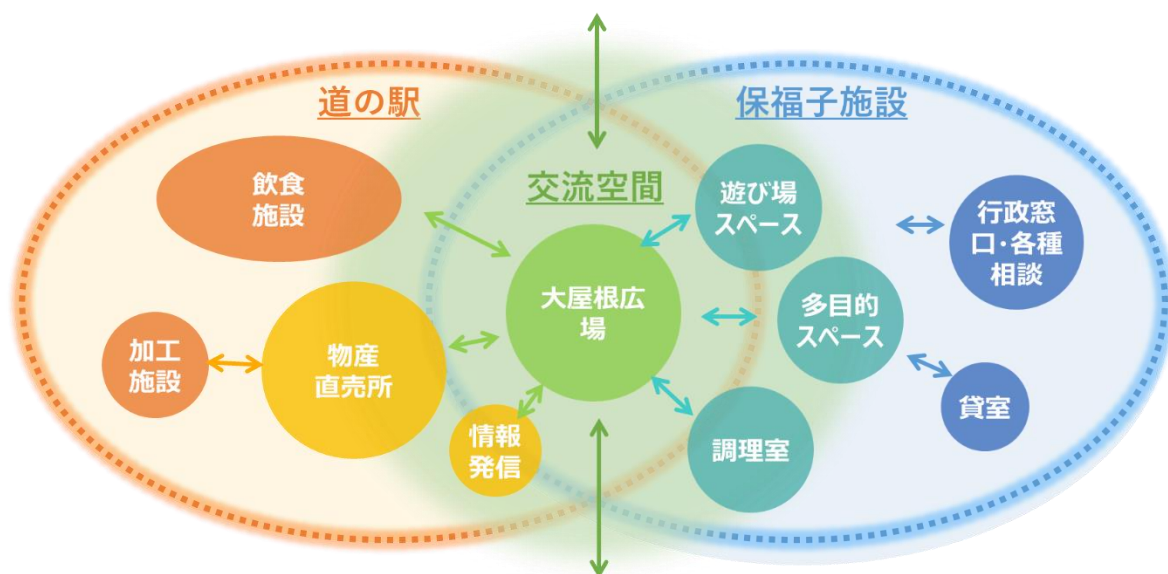 道の駅
飲食
施設
加工
施設
物産
直売所
情報
発信
交流空間
大屋根広
場
保福子施設
遊び場
スペース
多目的
スペース
調理室
行政窓
口・各種
相談
貸室